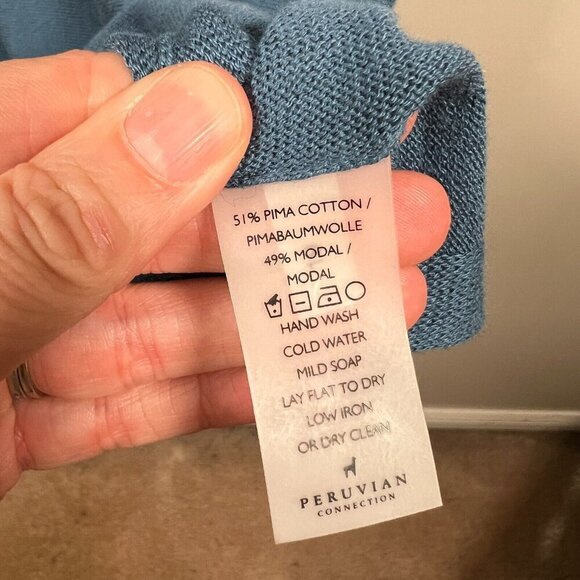 51% PIMA COTTON /
PIMABAUMWOLLE
49% MODAL /
MODAL
HAND WASH
COLD WATER
MILD SOAP
LAY FLAT TO DRY
LOW IRON
OR DRY CLEAN
PERUVIAN
CONNECTION